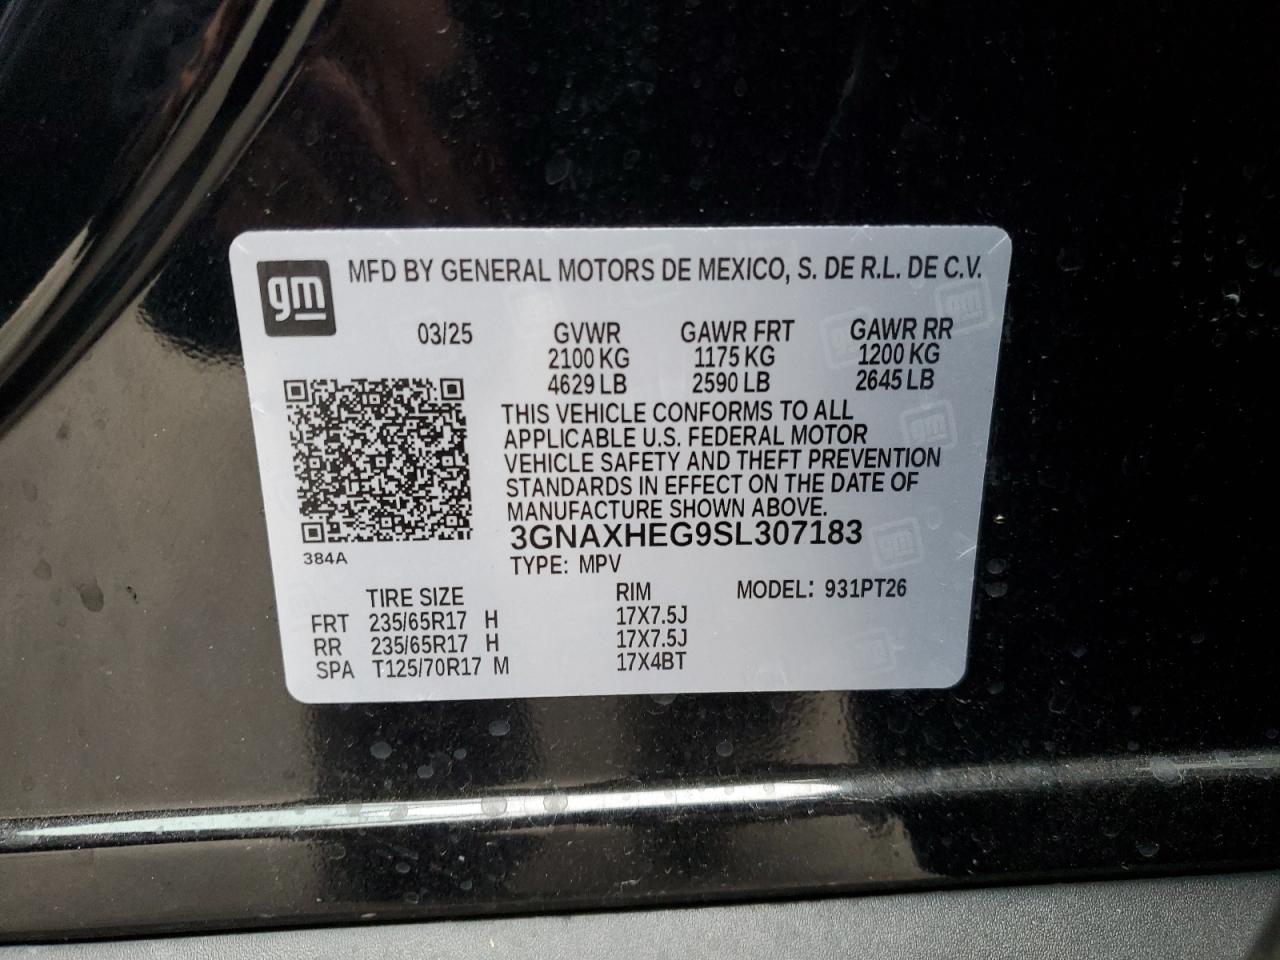 gm
MFD BY GENERAL MOTORS DE MEXICO, S. DE R.L. DE C.V.
03/25 GVWR GAWR FRT GAWR RR
2100 KG 1175 KG 1200 KG
4629 LB 2590 LB 2645 LB
THIS VEHICLE CONFORMS TO ALL
APPLICABLE U.S. FEDERAL MOTOR
VEHICLE SAFETY AND THEFT PREVENTION
STANDARDS IN EFFECT ON THE DATE OF
MANUFACTURE SHOWN ABOVE.
3GNAXHEG9SL307183
384A
TYPE: MPV
TIRE SIZE RIM MODEL: 931PT26
FRT 235/65R17 H 17X7.5J
RR 235/65R17 H 17X7.5J
SPA T125/70R17 M 17X4BT